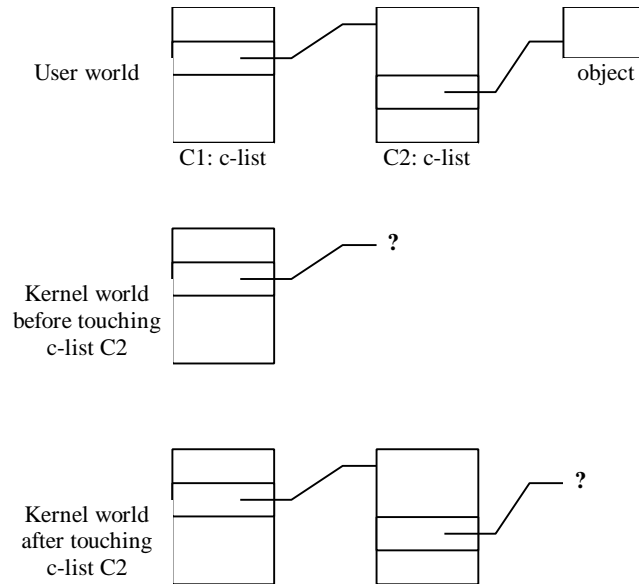 User world
object
C1: c-list
C2: c-list
?
Kernel world
before touching
c-list C2
?
Kernel world
after touching
c-list C2